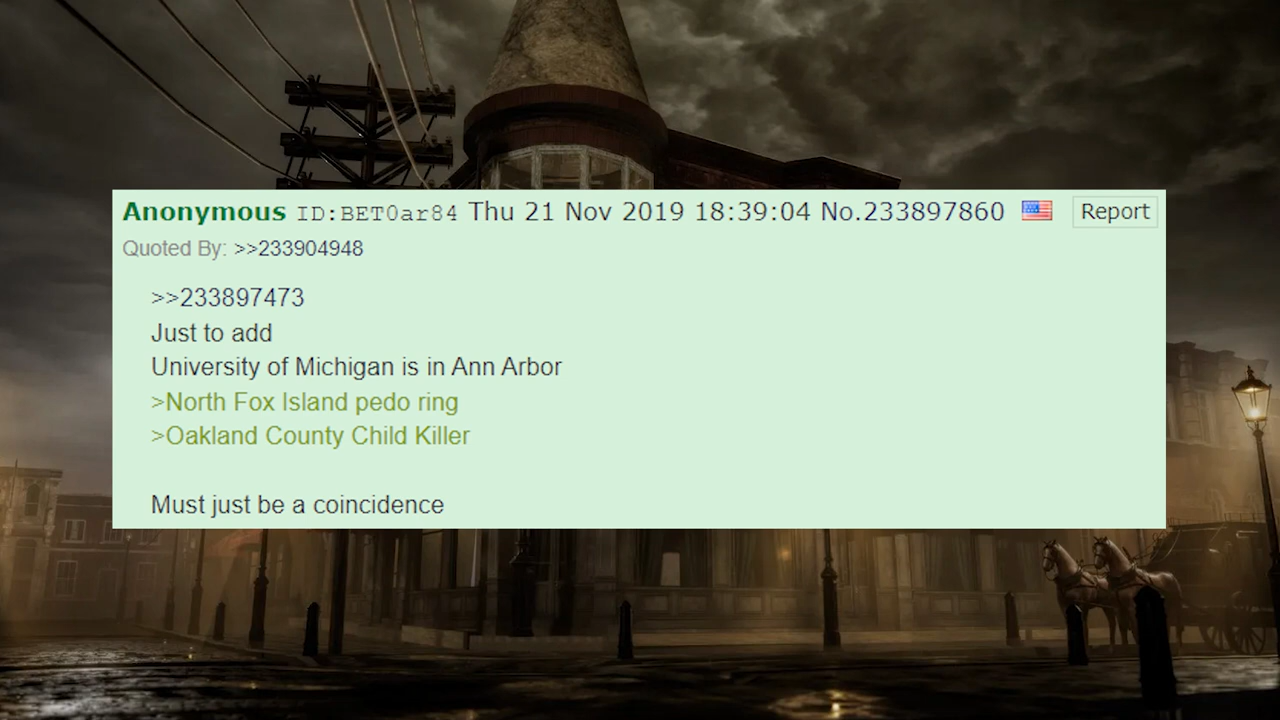 Anonymous ID:BET0ar84 Thu 21 Nov 2019 18:39:04 No.233897860 Report
Quoted By: >>233904948
>>233897473
Just to add
University of Michigan is in Ann Arbor
>North Fox Island pedo ring
>Oakland County Child Killer
Must just be a coincidence